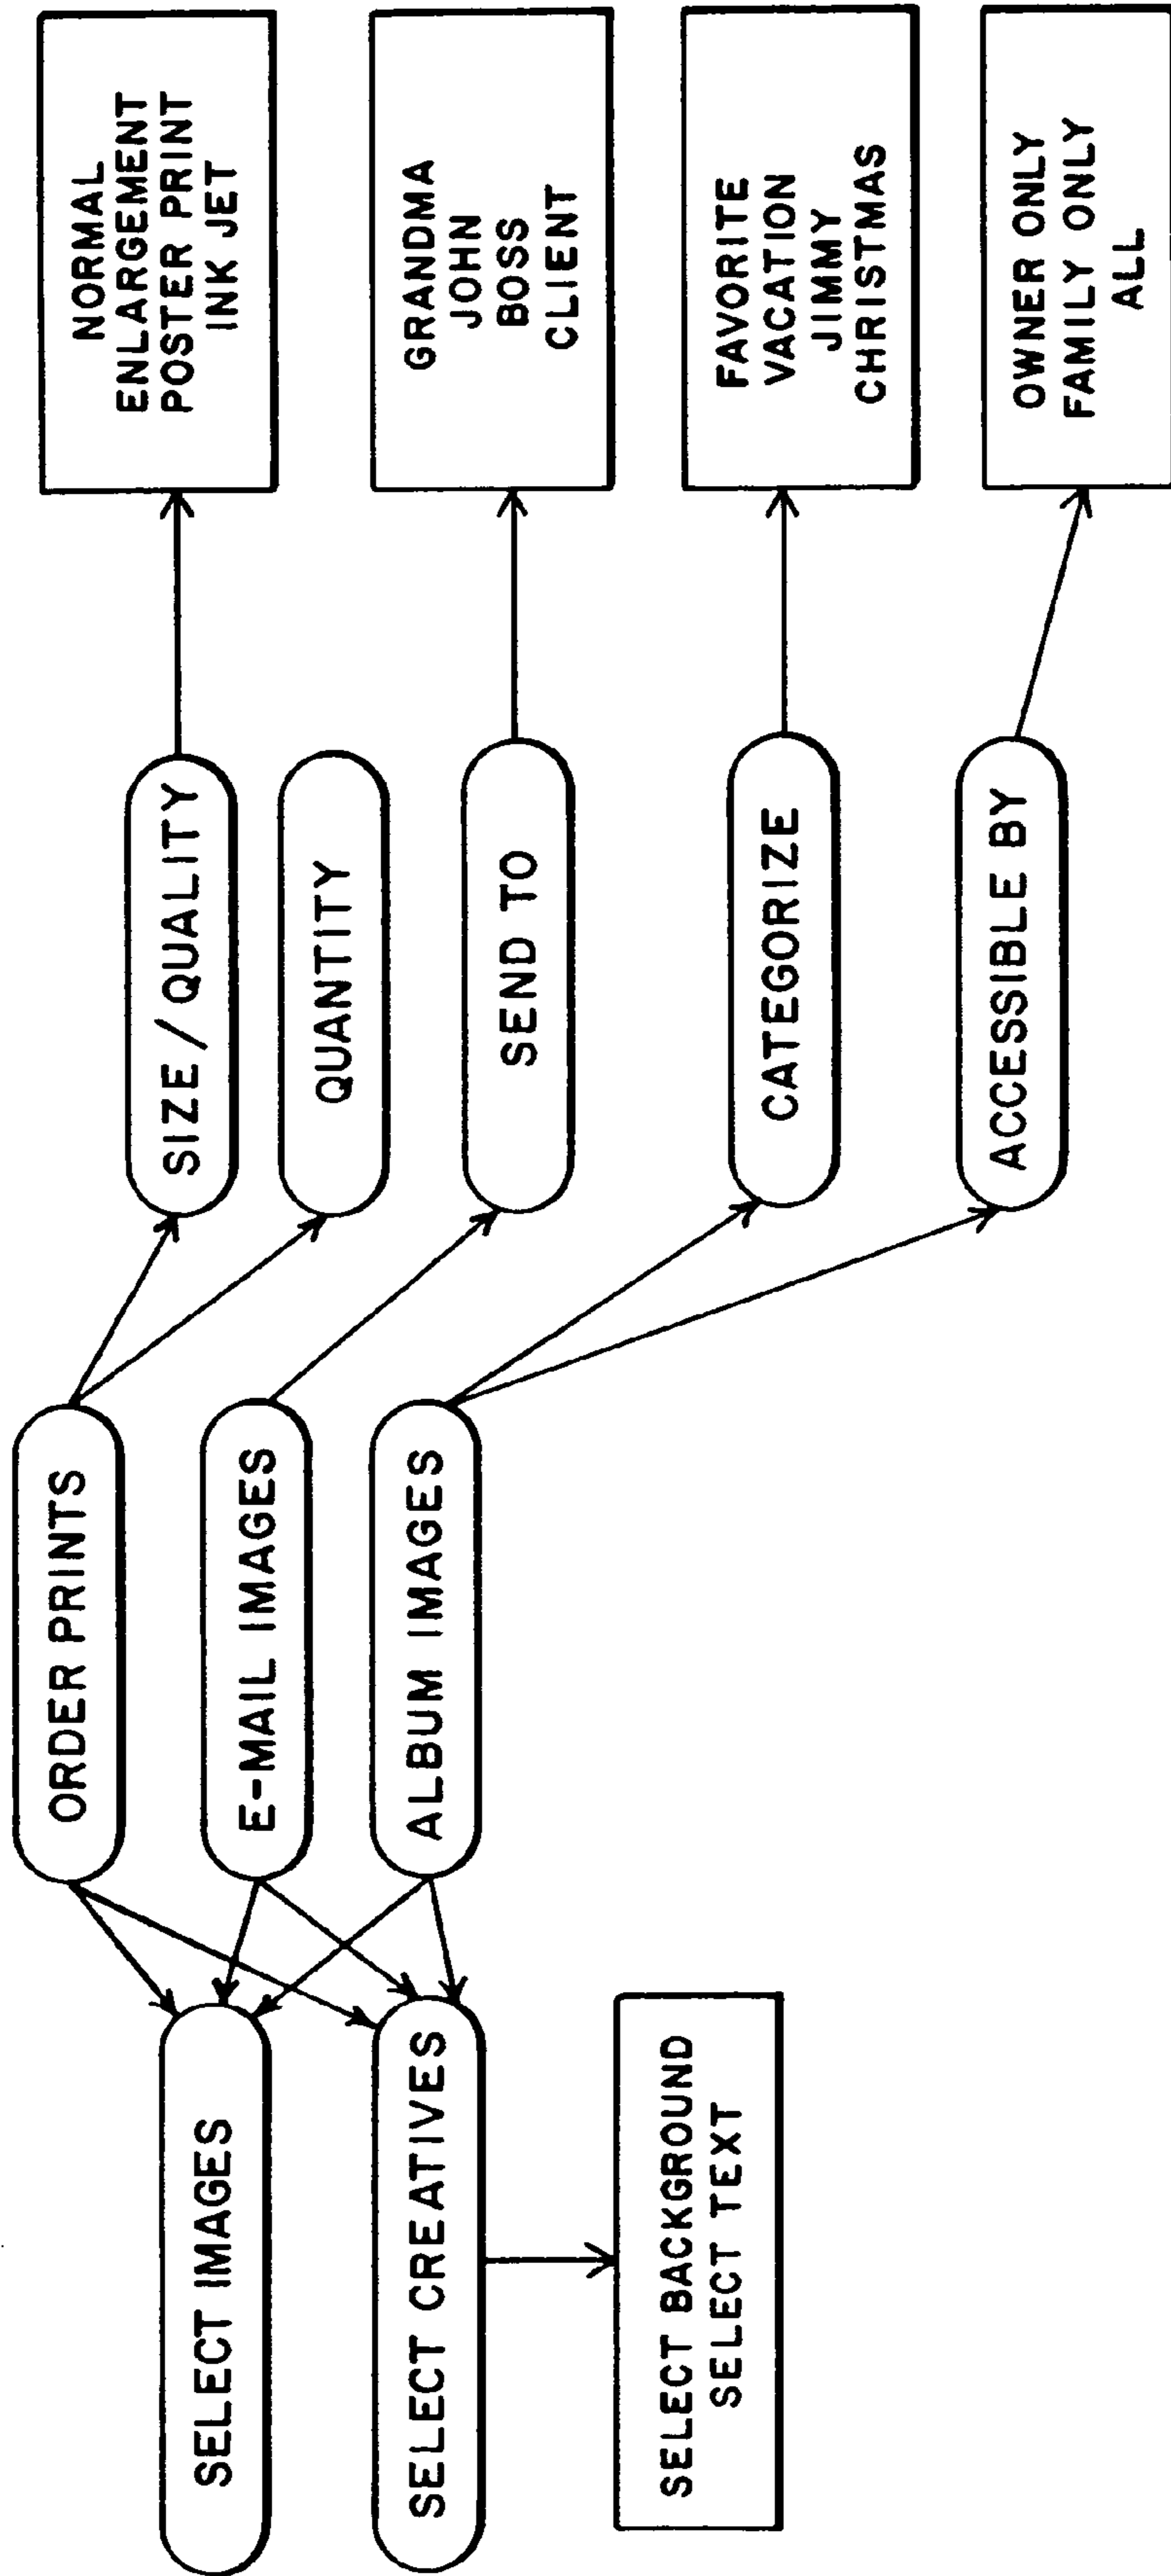 ORDER PRINTS
E-MAIL IMAGES
ALBUM IMAGES
SELECT IMAGES
SELECT CREATIVES
SELECT BACKGROUND
SELECT TEXT
SIZE / QUALITY
QUANTITY
SEND TO
CATEGORIZE
ACCESSIBLE BY
NORMAL
ENLARGEMENT
POSTER PRINT
INK JET
GRANDMA
JOHN
BOSS
CLIENT
FAVORITE
VACATION
JIMMY
CHRISTMAS
OWNER ONLY
FAMILY ONLY
ALL